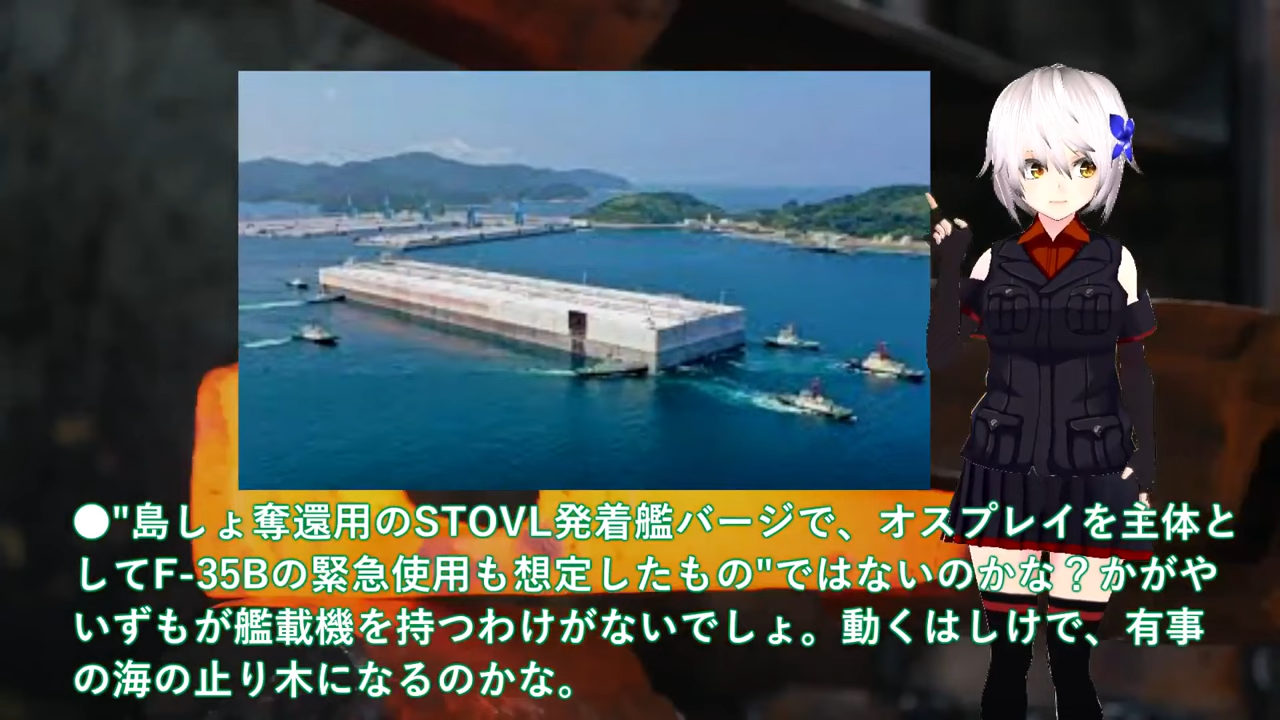 ●"島しょ奪還用のSTOVL発着艦バージで、オスプレイを主体と
してF-35Bの緊急使用も想定したもの"ではないのかな？かがや
いずもが艦載機を持つわけがないでしょ。動くはしけで、有事
の海の止り木になるのかな。